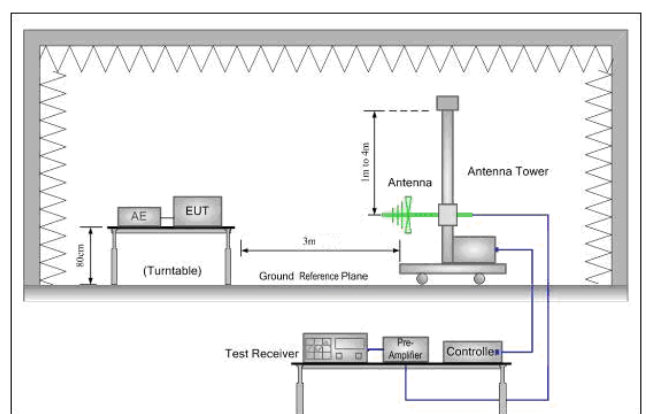 1m to 4m
Antenna
Antenna Tower
AE
EUT
80cm
3m
(Turntable)
Ground Reference Plane
Test Receiver
Pre-
Amplifier
Controlle